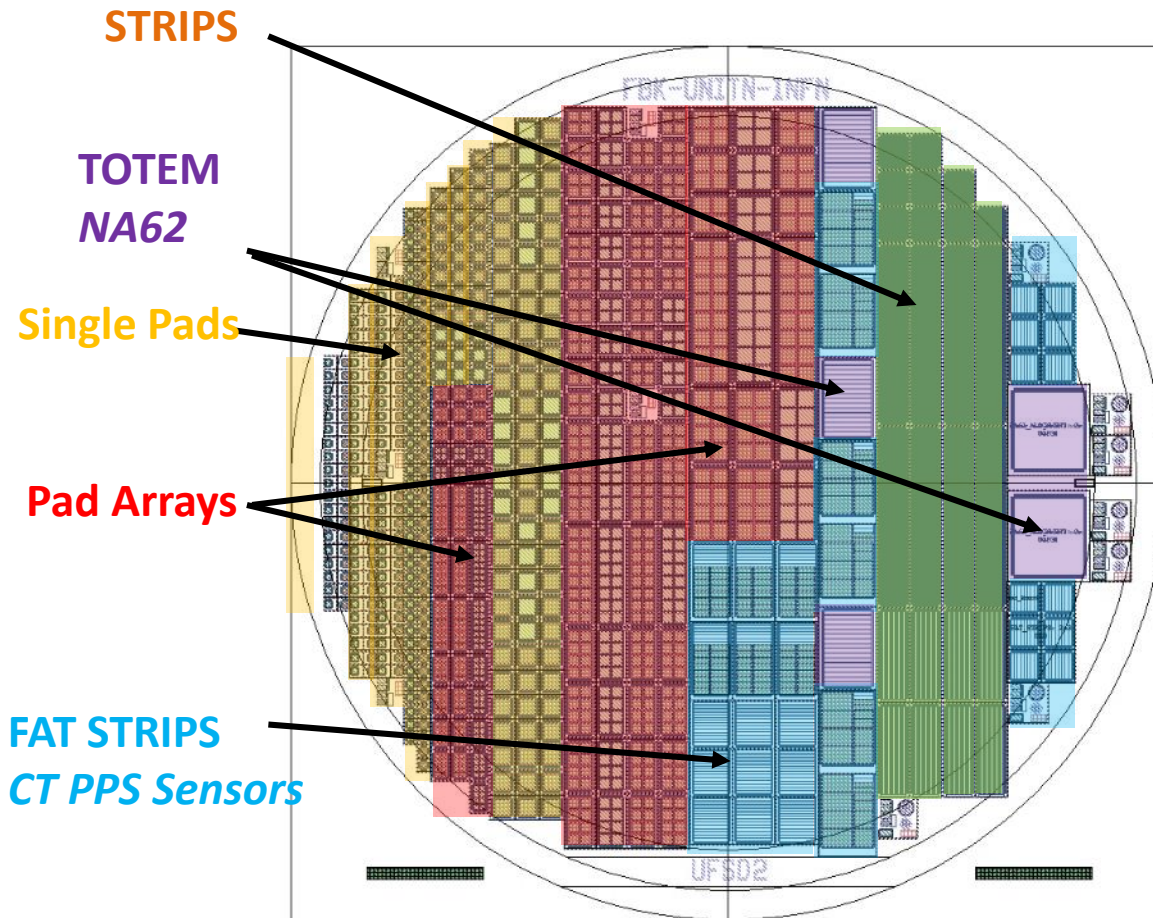 STRIPS
FBK-UNITN-INFN
TOTEM
NA62
Single Pads
Pad Arrays
FAT STRIPS
CT PPS Sensors
UFSD2